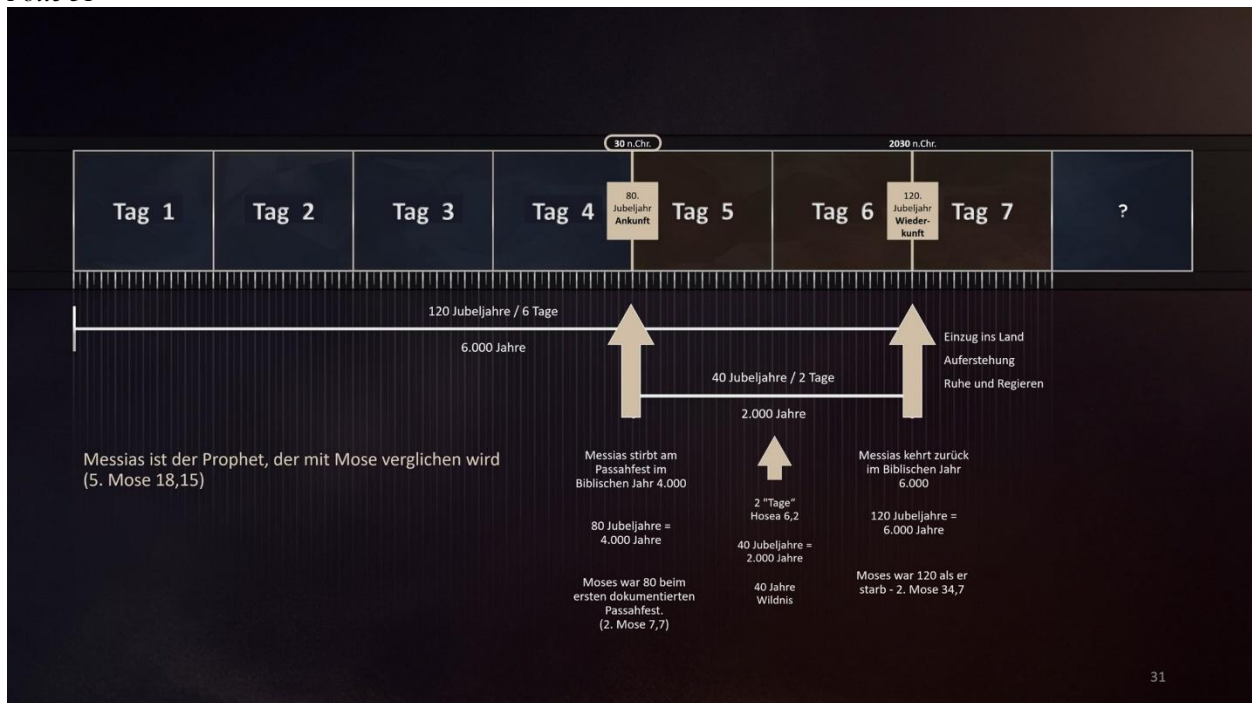 30 n.Chr.
2030 n.Chr.
Tag 1
Tag 2
Tag 3
Tag 4
80.
Jubeljahr
Ankunft
Tag 5
Tag 6
120.
Jubeljahr
Wieder-
kunft
Tag 7
?
120 Jubeljahre / 6 Tage
6.000 Jahre
40 Jubeljahre / 2 Tage
2.000 Jahre
Einzug ins Land
Auferstehung
Ruhe und Regieren
Messias ist der Prophet, der mit Mose verglichen wird
(5. Mose 18,15)
Messias stirbt am
Passahfest im
Biblischen Jahr 4.000
80 Jubeljahre =
4.000 Jahre
Moses war 80 beim
ersten dokumentierten
Passahfest.
(2. Mose 7,7)
2 "Tage“
Hosea 6,2
40 Jubeljahre =
2.000 Jahre
40 Jahre
Wildnis
Messias kehrt zurück
im Biblischen Jahr
6.000
120 Jubeljahre =
6.000 Jahre
Moses war 120 als er
starb - 2. Mose 34,7
31